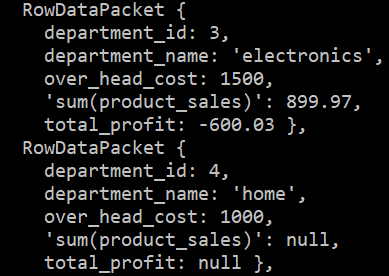 RowDataPacket {
department_id: 3,
department_name: 'electronics',
over_head_cost: 1500,
'sum(product_sales)': 899.97,
total_profit: -600.03 },
RowDataPacket {
department_id: 4,
department_name: 'home',
over_head_cost: 1000,
'sum(product_sales)': null,
total_profit: null },